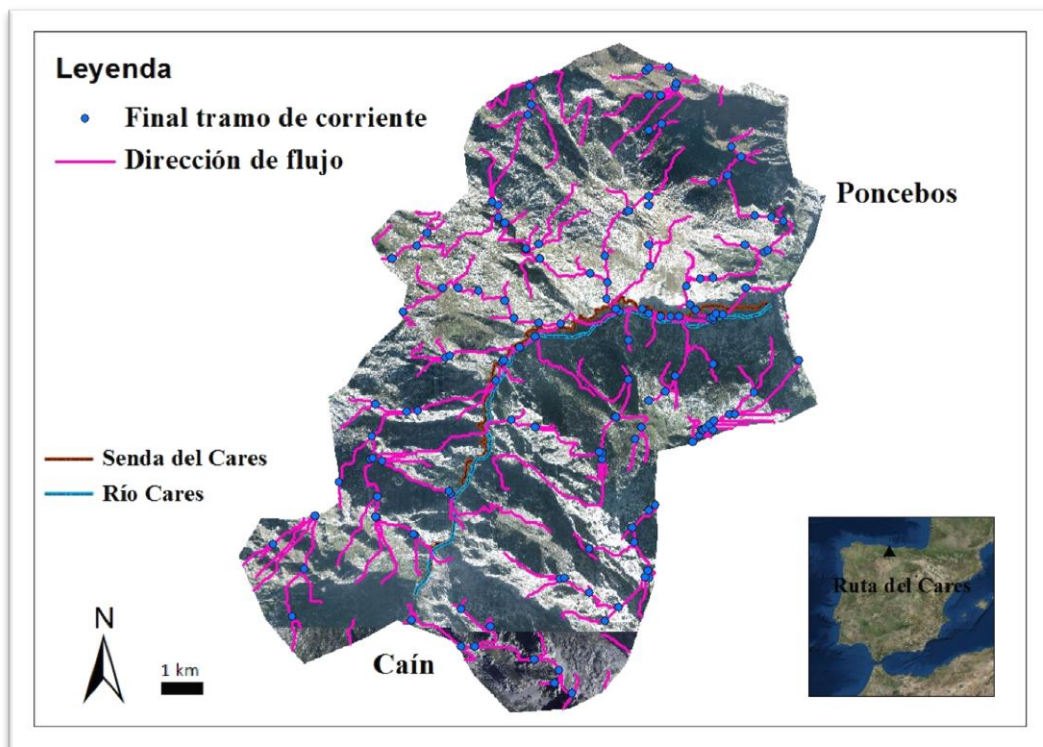 Leyenda
Final tramo de corriente
Dirección de flujo
Poncebos
Senda del Cares
Río Cares
Ruta del Cares
N
1 km
Caín